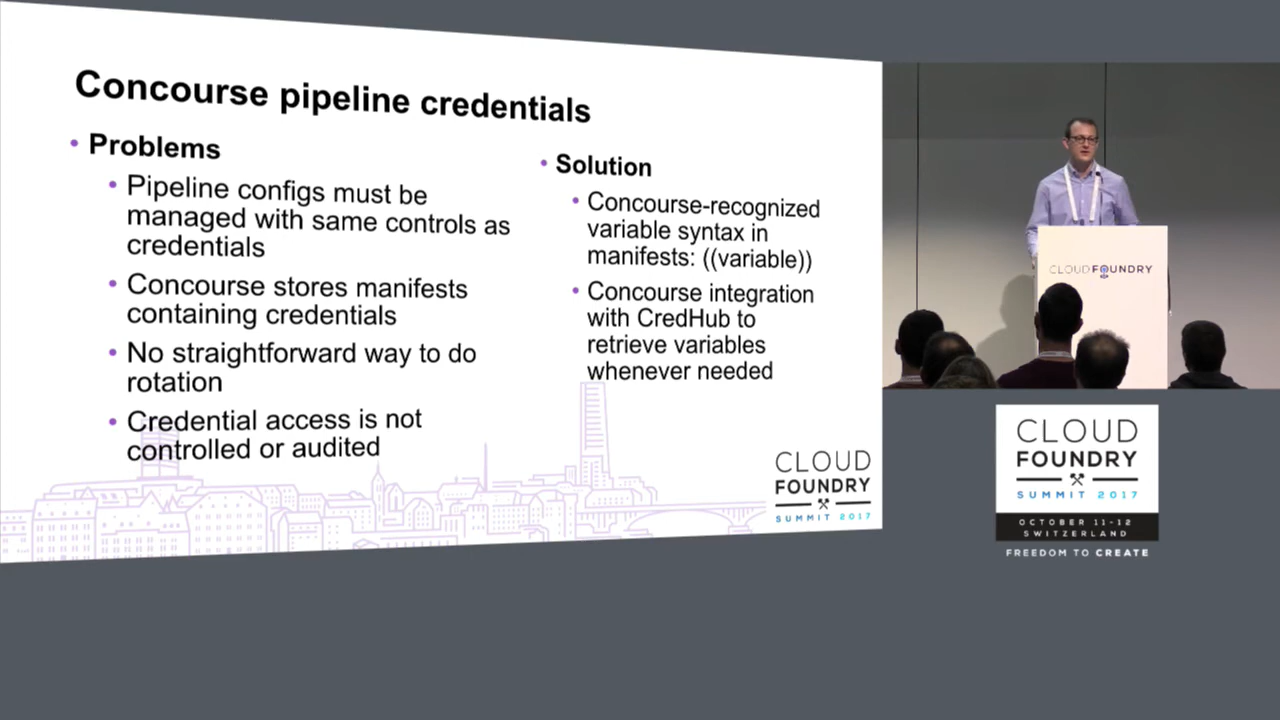 Concourse pipeline credentials
• Problems
• Pipeline configs must be
managed with same controls as
credentials
• Concourse stores manifests
containing credentials
• No straightforward way to do
rotation
• Credential access is not
controlled or audited
• Solution
• Concourse-recognized
variable syntax in
manifests: ((variable))
• Concourse integration
with CredHub to
retrieve variables
whenever needed
CLOUD
FOUNDRY
SUMMIT 2017
CLOUDFOUNDRY
CLOUD
FOUNDRY
SUMMIT 2017
OCTOBER 11-12
SWITZERLAND
FREEDOM TO CREATE